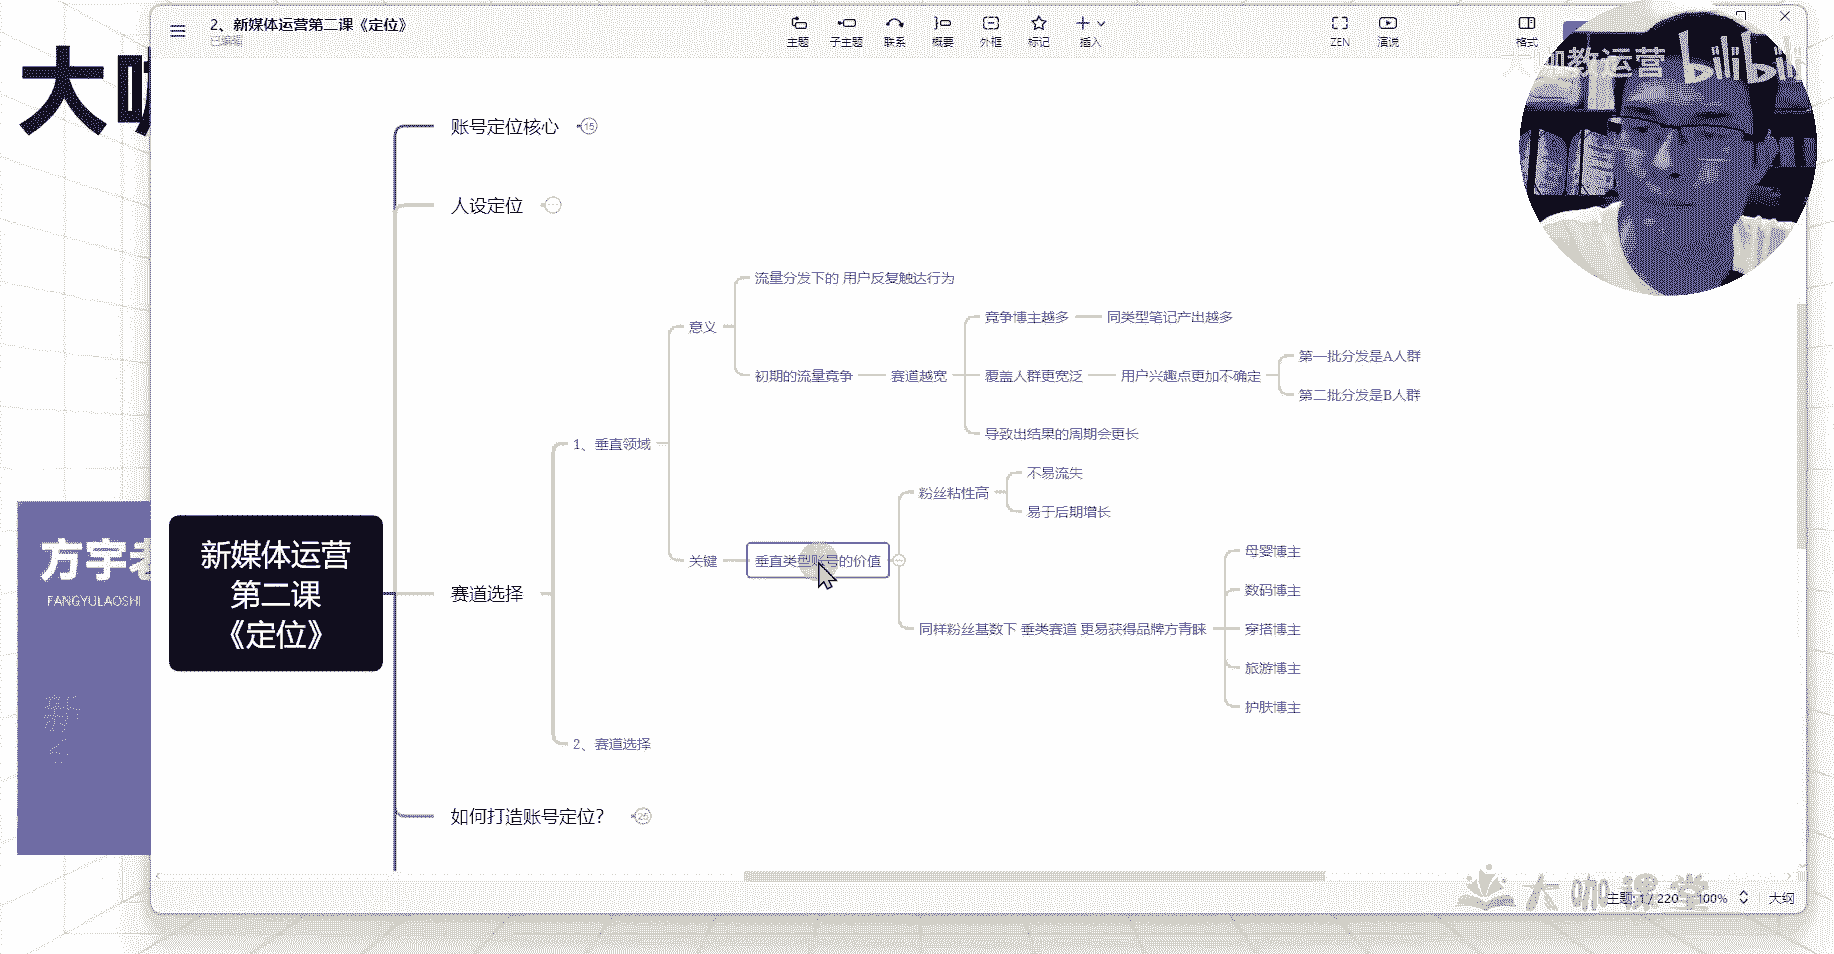 2、新媒体运营第二课《定位》
已编辑
主题
子主题
联系
概要
外框
标记
插入
ZEN
演说
格式
大咖教运营 bilibili
大咖
账号定位核心
15
人设定位
流量分发下的 用户反复触达行为
意义
竞争博主越多
同类型笔记产出越多
初期的流量竞争
赛道越宽
覆盖人群更宽泛
用户兴趣点更加不确定
第一批分发是A人群
第二批分发是B人群
导致出结果的周期会更长
1、垂直领域
不易流失
粉丝粘性高
易于后期增长
关键
垂直类型账号的价值
母婴博主
数码博主
同样粉丝基数下 垂类赛道 更易获得品牌方青睐
穿搭博主
旅游博主
护肤博主
新媒体运营
第二课
《定位》
赛道选择
2、赛道选择
如何打造账号定位？
方宇老
FANGYULAOSHI
大咖课堂
主题: 1 / 220
100%
大纲